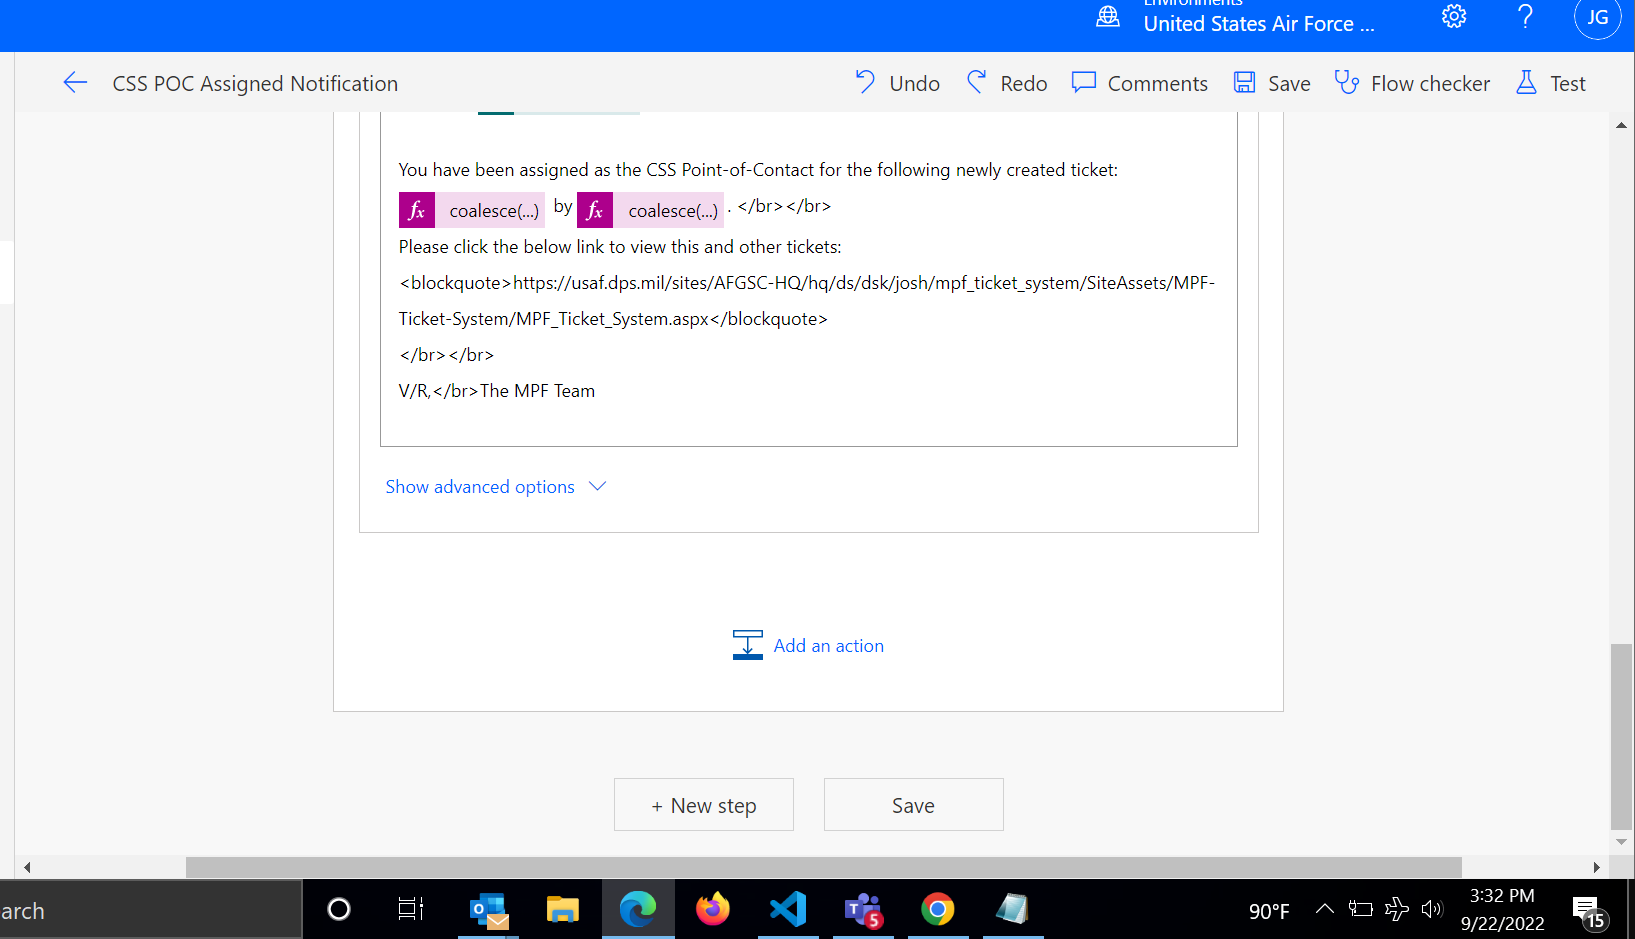 Environments
United States Air Force ...
JG
CSS POC Assigned Notification
Undo
Redo
Comments
Save
Flow checker
Test
You have been assigned as the CSS Point-of-Contact for the following newly created ticket:
fx coalesce(...) by fx coalesce(...) . </br></br>
Please click the below link to view this and other tickets:
<blockquote>https://usaf.dps.mil/sites/AFGSC-HQ/hq/ds/dsk/josh/mpf_ticket_system/SiteAssets/MPF-
Ticket-System/MPF_Ticket_System.aspx</blockquote>
</br></br>
V/R,</br>The MPF Team
Show advanced options
Add an action
+ New step
Save
arch
5
90°F
3:32 PM
9/22/2022
15